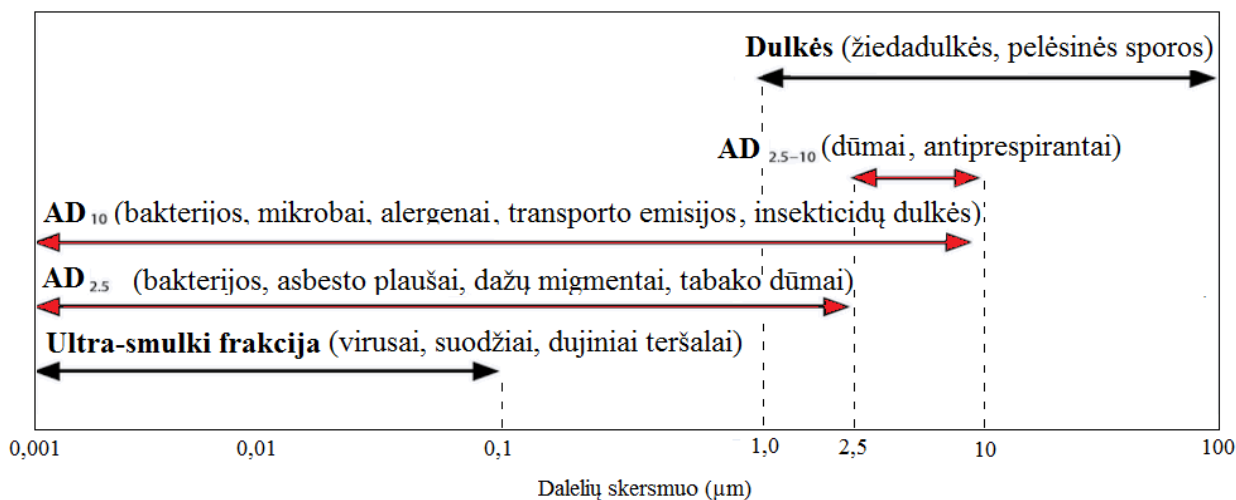 Dulkės (žiedadulkės, pelėsinės sporos)
AD 2.5–10 (dūmai, antiprespirantai)
AD 10 (bakterijos, mikrobai, alergenai, transporto emisijos, insekticidų dulkės)
AD 2.5 (bakterijos, asbesto plaušai, dažų migmentai, tabako dūmai)
Ultra-smulki frakcija (virusai, suodžiai, dujiniai teršalai)
0,001 0,01 0,1 1,0 2,5 10 100
Dalelių skersmuo (µm)